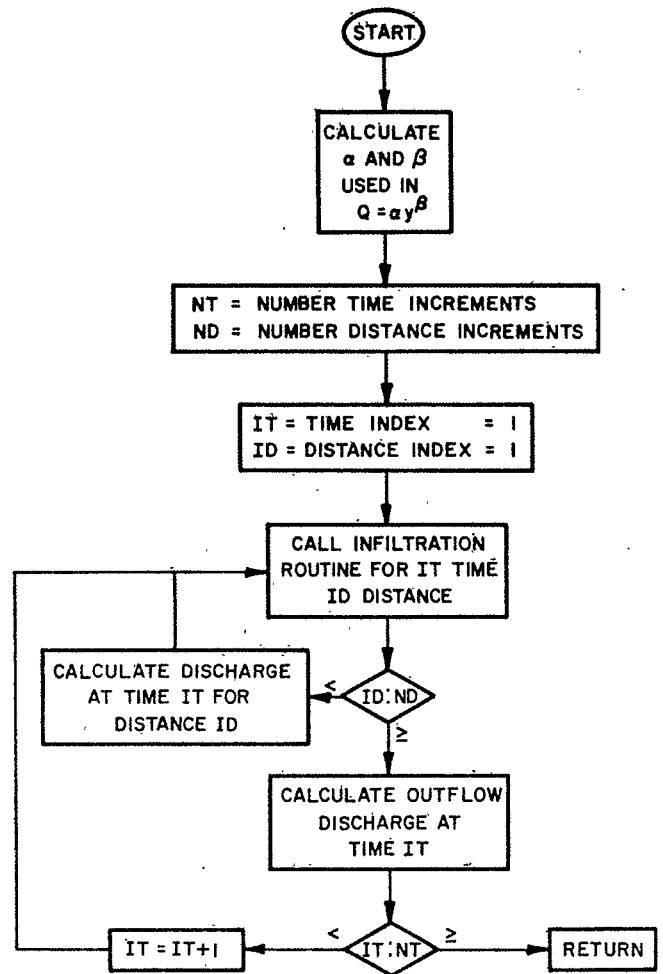 START
CALCULATE
α AND β
USED IN
Q = αy^β
NT = NUMBER TIME INCREMENTS
ND = NUMBER DISTANCE INCREMENTS
IT = TIME INDEX = 1
ID = DISTANCE INDEX = 1
CALL INFILTRATION
ROUTINE FOR IT TIME
ID DISTANCE
CALCULATE DISCHARGE
AT TIME IT FOR
DISTANCE ID
<
ID:ND
≥
CALCULATE OUTFLOW
DISCHARGE AT
TIME IT
IT = IT+1
<
IT:NT
≥
RETURN